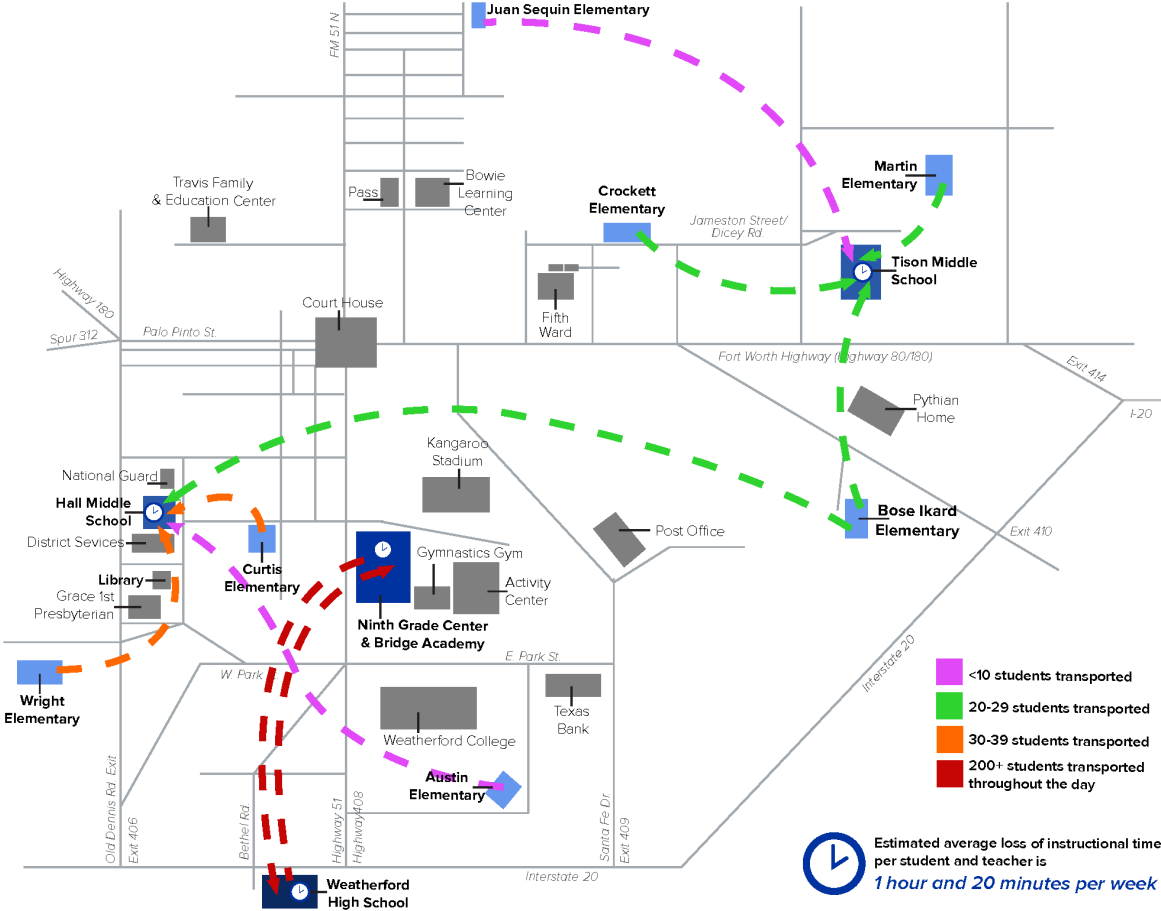 Juan Sequin Elementary
FM 51 N
Martin
Elementary
Travis Family
& Education Center
Pass
Bowie
Learning
Center
Crockett
Elementary
Jameston Street/
Dicey Rd.
Tison Middle
School
Highway 180
Spur 312
Palo Pinto St.
Court House
Fifth
Ward
Fort Worth Highway (Highway 80/180)
Exit 414
I-20
Pythian
Home
Kangaroo
Stadium
National Guard
Hall Middle
School
District Sevices
Bose Ikard
Elementary
Post Office
Exit 410
Curtis
Elementary
Gymnastics Gym
Activity
Center
Library
Grace 1st
Presbyterian
Ninth Grade Center
& Bridge Academy
E. Park St.
W. Park
Wright
Elementary
Interstate 20
Texas
Bank
Weatherford College
Austin
Elementary
Old Dennis Rd. Exit
Exit 406
Bethel Rd.
Highway 51
Highway408
Santa Fe Dr
Exit 409
Interstate 20
Weatherford
High School
<10 students transported
20-29 students transported
30-39 students transported
200+ students transported
throughout the day
Estimated average loss of instructional time
per student and teacher is
1 hour and 20 minutes per week